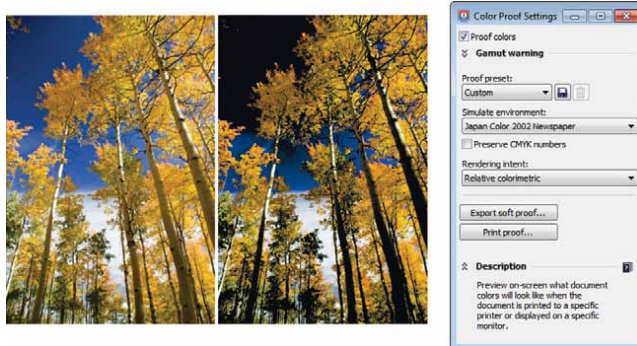 Color Proof Settings
Proof colors
Gamut warning
Proof preset:
Custom
Simulate environment:
Japan Color 2002 Newspaper
Preserve CMYK numbers
Rendering intent:
Relative colorimetric
Export soft proof...
Print proof...
Description
Preview on-screen what document
colors will look like when the
document is printed to a specific
printer or displayed on a specific
monitor.